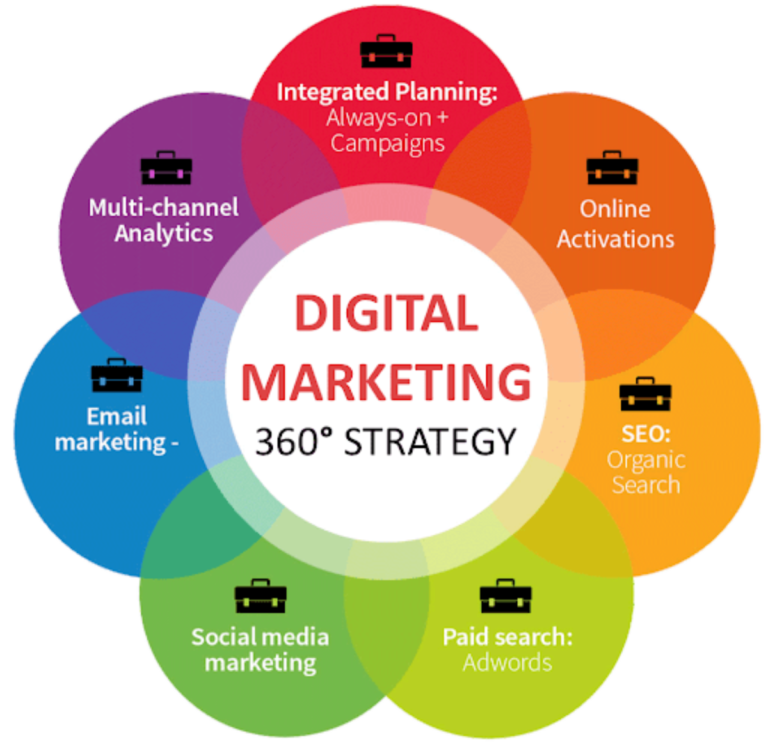 Integrated Planning:
Always-on +
Campaigns
Online
Activations
SEO:
Organic
Search
Paid search:
Adwords
Social media
marketing
Email
marketing -
Multi-channel
Analytics
DIGITAL
MARKETING
360° STRATEGY